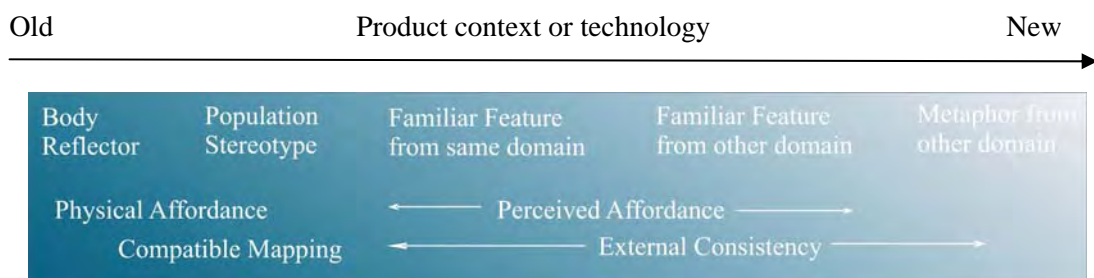 Old Product context or technology New
Body Population Familiar Feature Familiar Feature Metaphor from
Reflector Stereotype from same domain from other domain other domain
Physical Affordance Perceived Affordance
Compatible Mapping External Consistency